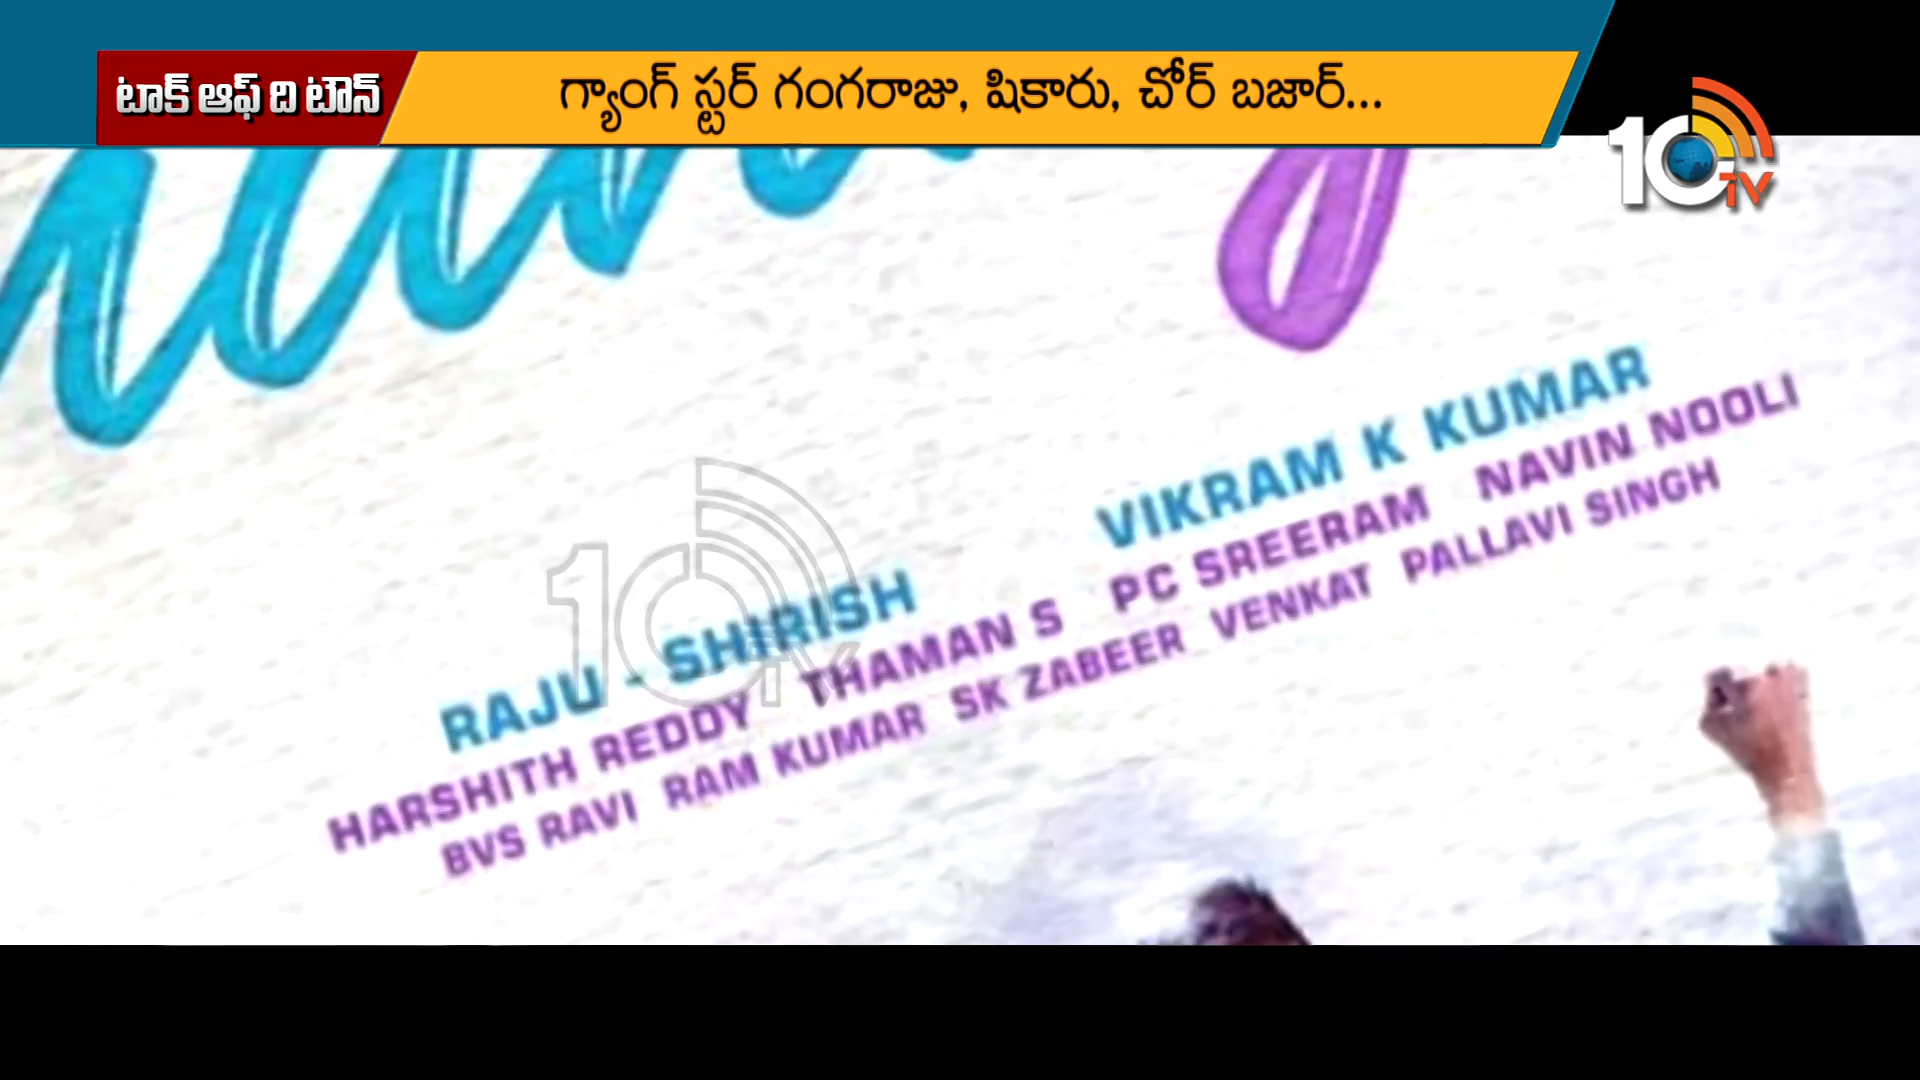 టాక్ ఆఫ్ ది టౌన్
గ్యాంగ్ స్టర్ గంగరాజు, షికారు, చోర్ బజార్...
10TV
VIKRAM K KUMAR
RAJU - SHIRISH
HARSHITH REDDY THAMAN S PC SREERAM NAVIN NOOLI
BVS RAVI RAM KUMAR SK ZABEER VENKAT PALLAVI SINGH
10TV